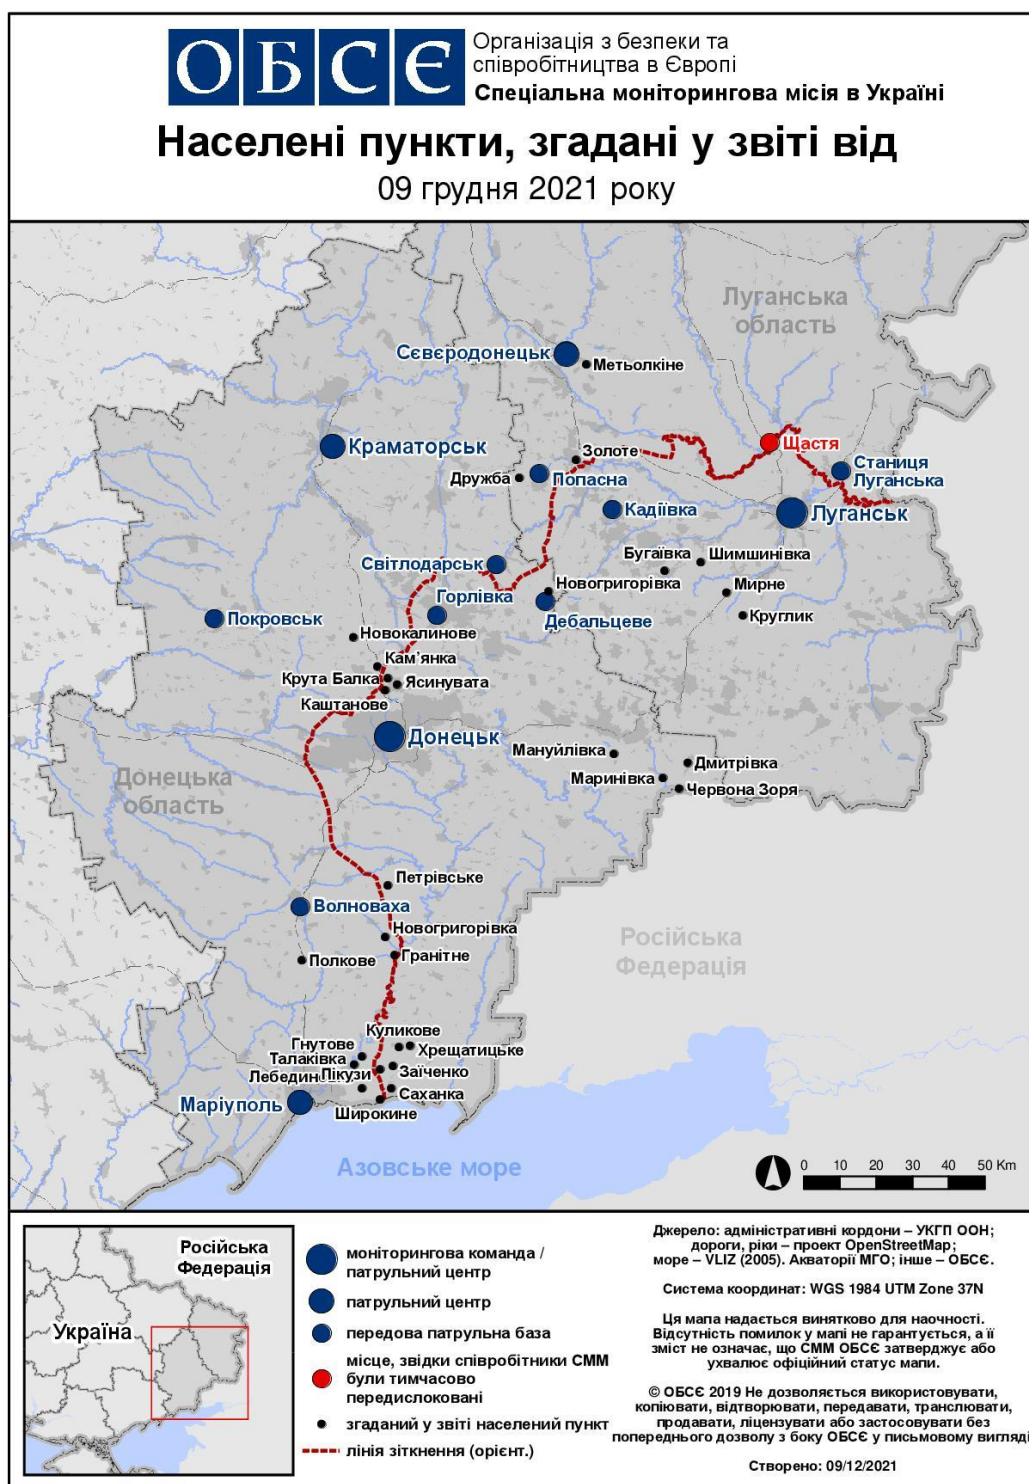 ОБСЄ
Організація з безпеки та
співробітництва в Європі
Спеціальна моніторингова місія в Україні
Населені пункти, згадані у звіті від
09 грудня 2021 року
Луганська
область
Сєвєродонецьк
Метьолкіне
Краматорськ
Золоте
Щастя
Дружба
Попасна
Станиця
Луганська
Кадіївка
Луганськ
Світлодарськ
Бугаївка
Шимшинівка
Горлівка
Новогригорівка
Мирне
Покровськ
Дебальцеве
Круглик
Новокалинове
Кам'янка
Крута Балка
Ясинувата
Каштанове
Донецьк
Мануйлівка
Дмитрівка
Донецька
область
Маринівка
Червона Зоря
Петрівське
Волноваха
Новогригорівка
Російська
Федерація
Полкове
Гранітне
Куликове
Гнутове
Хрещатицьке
Талаківка
Заїченко
Пікузи
Саханка
Маріуполь
Широкине
Азовське море
0 10 20 30 40 50 Km
Російська
Федерація
Україна
моніторингова команда /
патрульний центр
патрульний центр
передова патрульна база
місце, звідки співробітники СММ
були тимчасово
передислоковані
згаданий у звіті населений пункт
лінія зіткнення (орієнт.)
Джерело: адміністративні кордони – УКГП ООН;
дороги, ріки – проект OpenStreetMap;
море – VLIZ (2005). Акваторії МГО; інше – ОБСЄ.
Система координат: WGS 1984 UTM Zone 37N
Ця мапа надається винятково для наочності.
Відсутність помилок у мапі не гарантується, а її
зміст не означає, що СММ ОБСЄ затверджує або
ухвалює офіційний статус мапи.
© ОБСЄ 2019 Не дозволяється використовувати,
копіювати, відтворювати, передавати, транслювати,
продавати, ліцензувати або застосовувати без
попереднього дозволу з боку ОБСЄ у письмовому вигляді
Створено: 09/12/2021